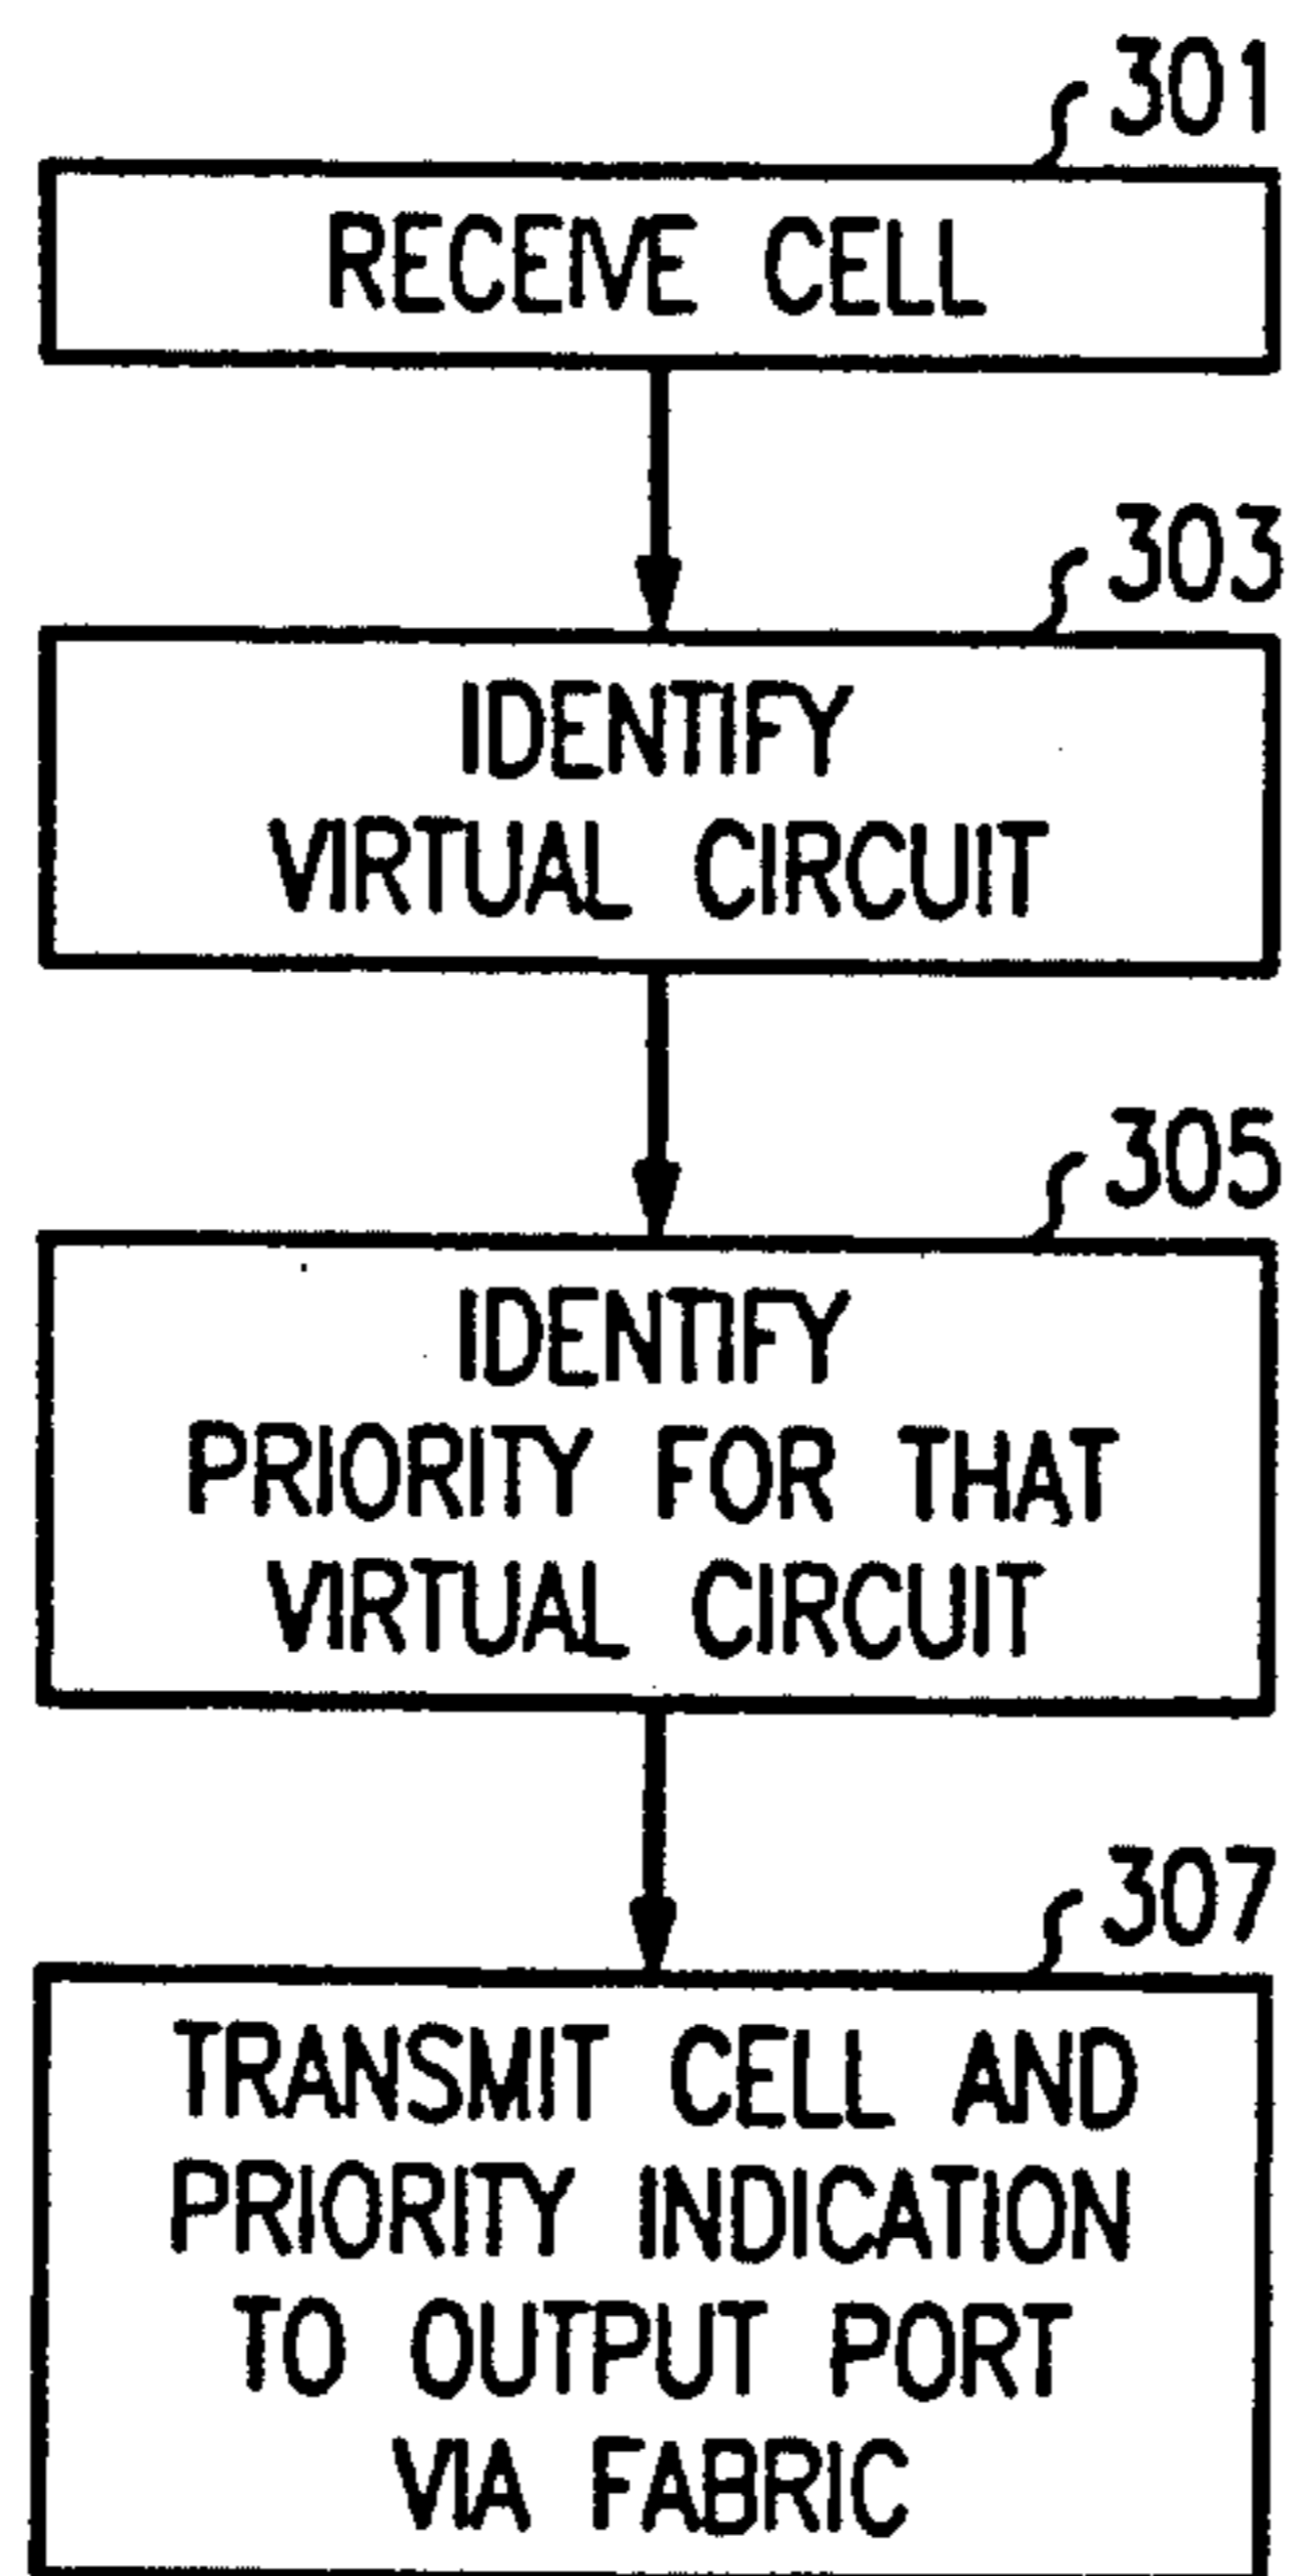 301
RECEIVE CELL
303
IDENTIFY
VIRTUAL CIRCUIT
305
IDENTIFY
PRIORITY FOR THAT
VIRTUAL CIRCUIT
307
TRANSMIT CELL AND
PRIORITY INDICATION
TO OUTPUT PORT
VIA FABRIC